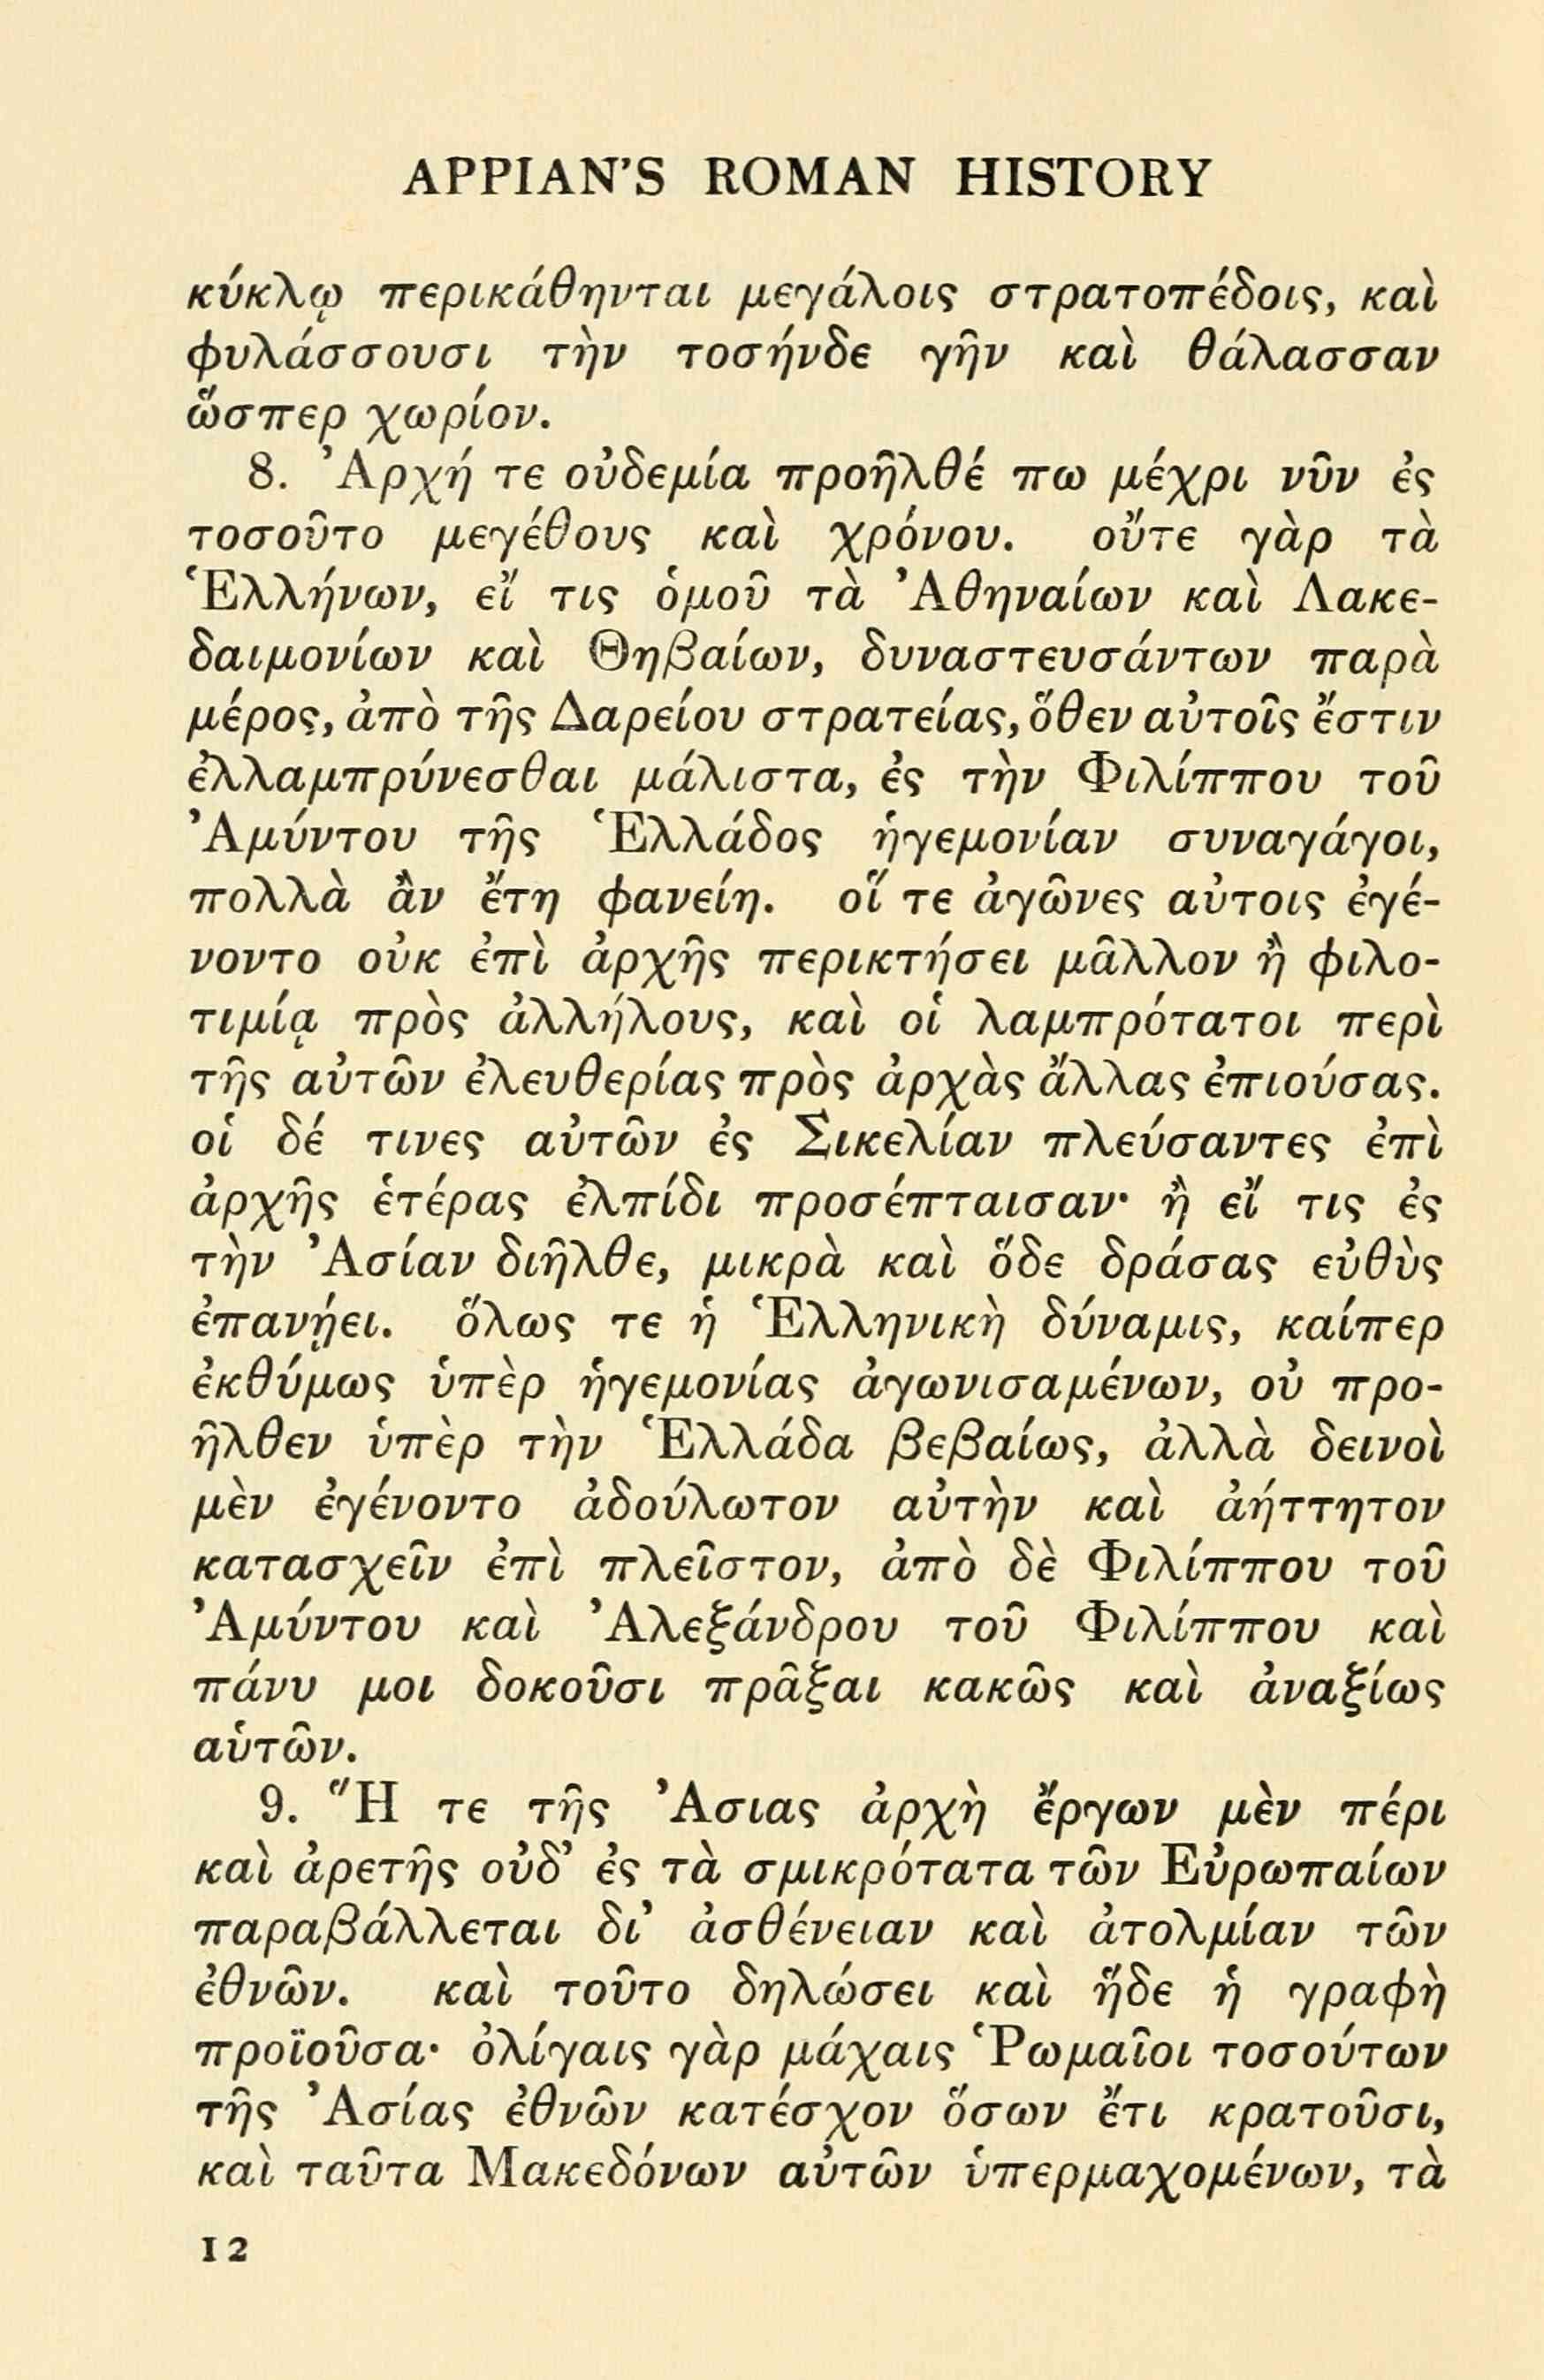 APPIAN'S ROMAN HISTORY
κύκλῳ περικάθηνται μεγάλοις στρατοπέδοις, καὶ
φυλάσσουσι τὴν τοσήνδε γῆν καὶ θάλασσαν
ὥσπερ χωρίον.
8. Ἀρχή τε οὐδεμία προῆλθέ πω μέχρι νῦν ἐς
τοσοῦτο μεγέθους καὶ χρόνου. οὔτε γὰρ τὰ
Ἑλλήνων, εἴ τις ὁμοῦ τὰ Ἀθηναίων καὶ Λακε-
δαιμονίων καὶ Θηβαίων, δυναστευσάντων παρὰ
μέρος, ἀπὸ τῆς Δαρείου στρατείας, ὅθεν αὐτοῖς ἔστιν
ἐλλαμπρύνεσθαι μάλιστα, ἐς τὴν Φιλίππου τοῦ
Ἀμύντου τῆς Ἑλλάδος ἡγεμονίαν συναγάγοι,
πολλὰ ἂν ἔτη φανείη. οἵ τε ἀγῶνες αὐτοις ἐγέ-
νοντο οὐκ ἐπὶ ἀρχῆς περικτήσει μᾶλλον ἢ φιλο-
τιμίᾳ πρὸς ἀλλήλους, καὶ οἱ λαμπρότατοι περὶ
τῆς αὐτῶν ἐλευθερίας πρὸς ἀρχὰς ἄλλας ἐπιούσας.
οἱ δέ τινες αὐτῶν ἐς Σικελίαν πλεύσαντες ἐπὶ
ἀρχῆς ἑτέρας ἐλπίδι προσέπταισαν· ἢ εἴ τις ἐς
τὴν Ἀσίαν διῆλθε, μικρὰ καὶ ὅδε δράσας εὐθὺς
ἐπανῄει. ὅλως τε ἡ Ἑλληνικὴ δύναμις, καίπερ
ἐκθύμως ὑπὲρ ἡγεμονίας ἀγωνισαμένων, οὐ προ-
ῆλθεν ὑπὲρ τὴν Ἑλλάδα βεβαίως, ἀλλὰ δεινοὶ
μὲν ἐγένοντο ἀδούλωτον αὐτὴν καὶ ἀήττητον
κατασχεῖν ἐπὶ πλεῖστον, ἀπὸ δὲ Φιλίππου τοῦ
Ἀμύντου καὶ Ἀλεξάνδρου τοῦ Φιλίππου καὶ
πάνυ μοι δοκοῦσι πρᾶξαι κακῶς καὶ ἀναξίως
αὑτῶν.
9. Ἥ τε τῆς Ἀσιας ἀρχὴ ἔργων μὲν πέρι
καὶ ἀρετῆς οὐδ’ ἐς τὰ σμικρότατα τῶν Εὐρωπαίων
παραβάλλεται δι’ ἀσθένειαν καὶ ἀτολμίαν τῶν
ἐθνῶν. καὶ τοῦτο δηλώσει καὶ ἥδε ἡ γραφὴ
προϊοῦσα· ὀλίγαις γὰρ μάχαις Ῥωμαῖοι τοσούτων
τῆς Ἀσίας ἐθνῶν κατέσχον ὅσων ἔτι κρατοῦσι,
καὶ ταῦτα Μακεδόνων αὐτῶν ὑπερμαχομένων, τὰ
12